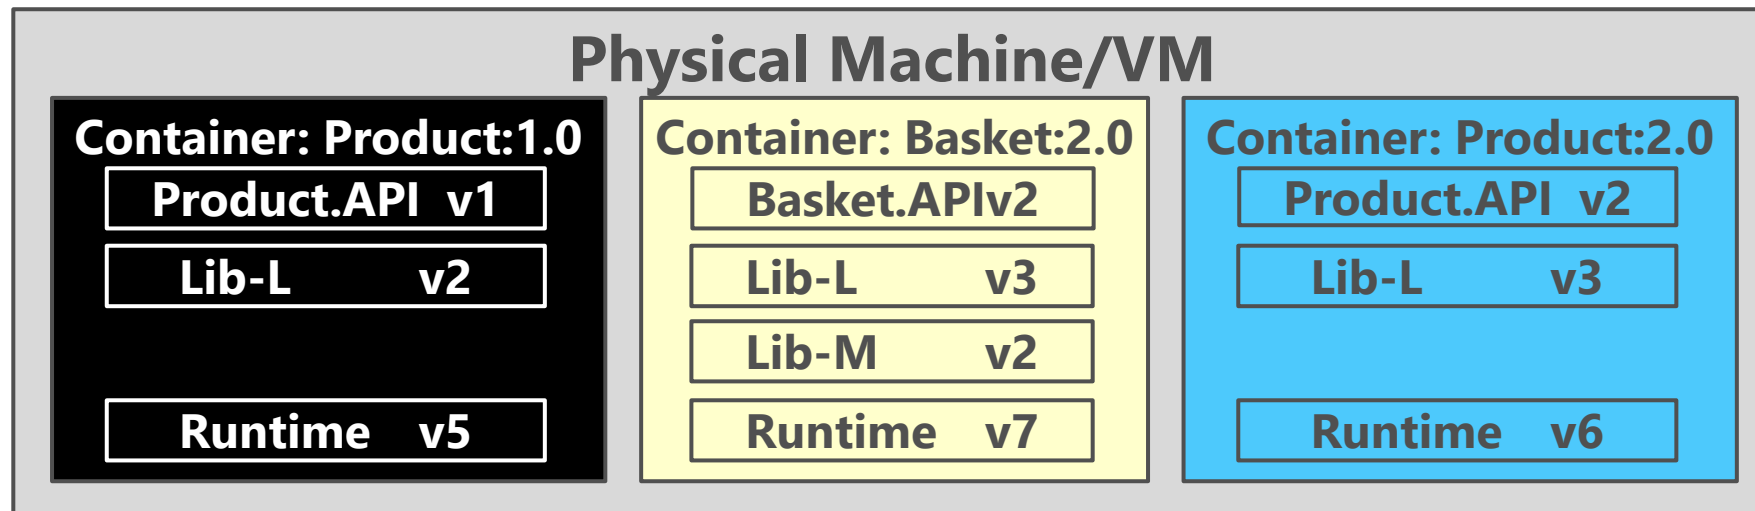 Physical Machine/VM
Container: Product:1.0
Product.API v1
Lib-L v2
Runtime v5
Container: Basket:2.0
Basket.APIv2
Lib-L v3
Lib-M v2
Runtime v7
Container: Product:2.0
Product.API v2
Lib-L v3
Runtime v6